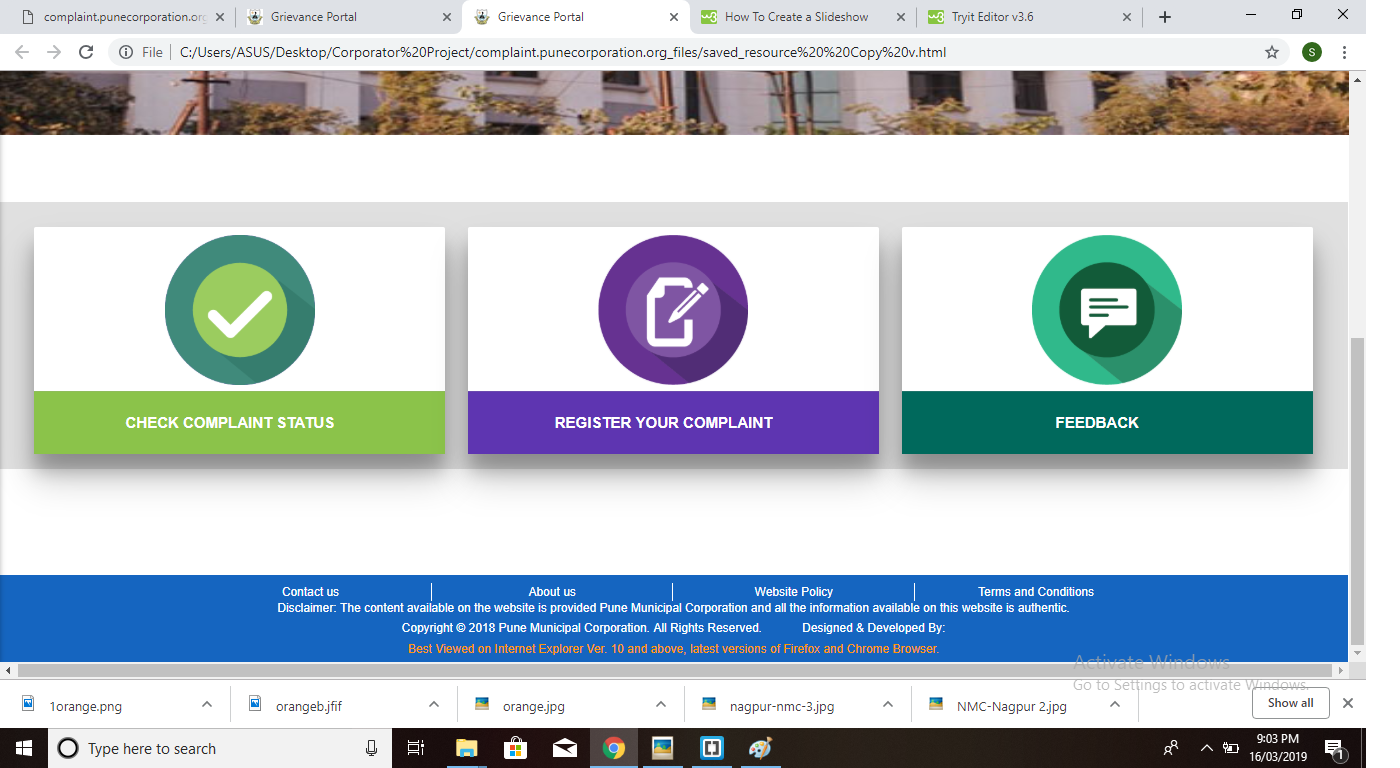 complaint.punecorporation.org
Grievance Portal
Grievance Portal
How To Create a Slideshow
Tryit Editor v3.6
File
C:/Users/ASUS/Desktop/Corporator%20Project/complaint.punecorporation.org_files/saved_resource%20%20Copy%20v.html
S
CHECK COMPLAINT STATUS
REGISTER YOUR COMPLAINT
FEEDBACK
Contact us
About us
Website Policy
Terms and Conditions
Disclaimer: The content available on the website is provided Pune Municipal Corporation and all the information available on this website is authentic.
Copyright © 2018 Pune Municipal Corporation. All Rights Reserved. Designed & Developed By:
Best Viewed on Internet Explorer Ver. 10 and above, latest versions of Firefox and Chrome Browser.
Activate Windows
Go to Settings to activate Windows.
1orange.png
orangeb.jfif
orange.jpg
nagpur-nmc-3.jpg
NMC-Nagpur 2.jpg
Show all
Type here to search
9:03 PM
16/03/2019
1